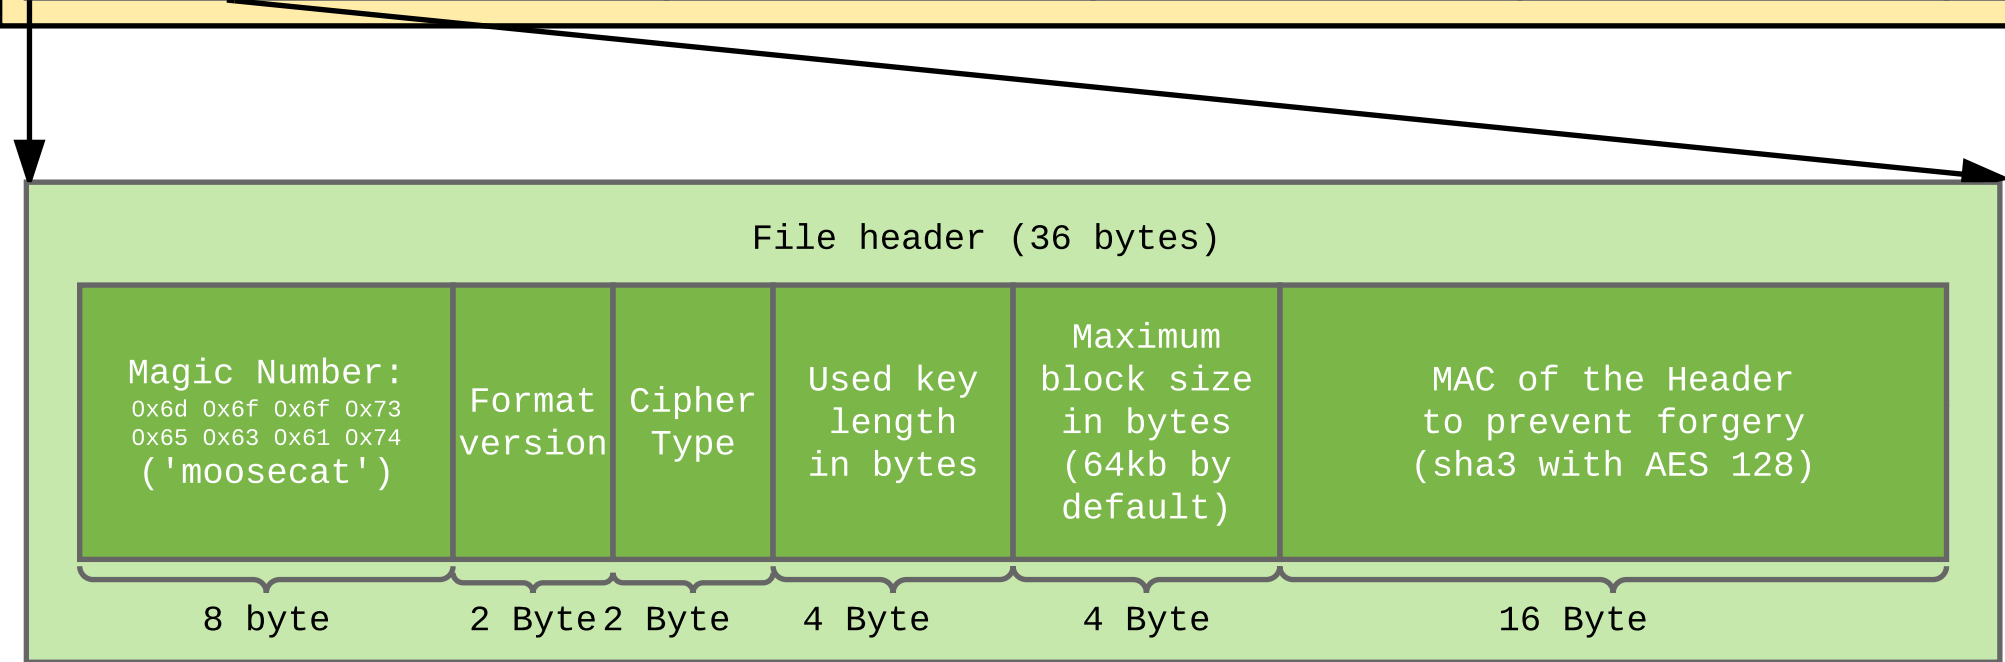 File header (36 bytes)
Magic Number:
0x6d 0x6f 0x6f 0x73
0x65 0x63 0x61 0x74
('moosecat')
Format
version
Cipher
Type
Used key
length
in bytes
Maximum
block size
in bytes
(64kb by
default)
MAC of the Header
to prevent forgery
(sha3 with AES 128)
8 byte
2 Byte
2 Byte
4 Byte
4 Byte
16 Byte